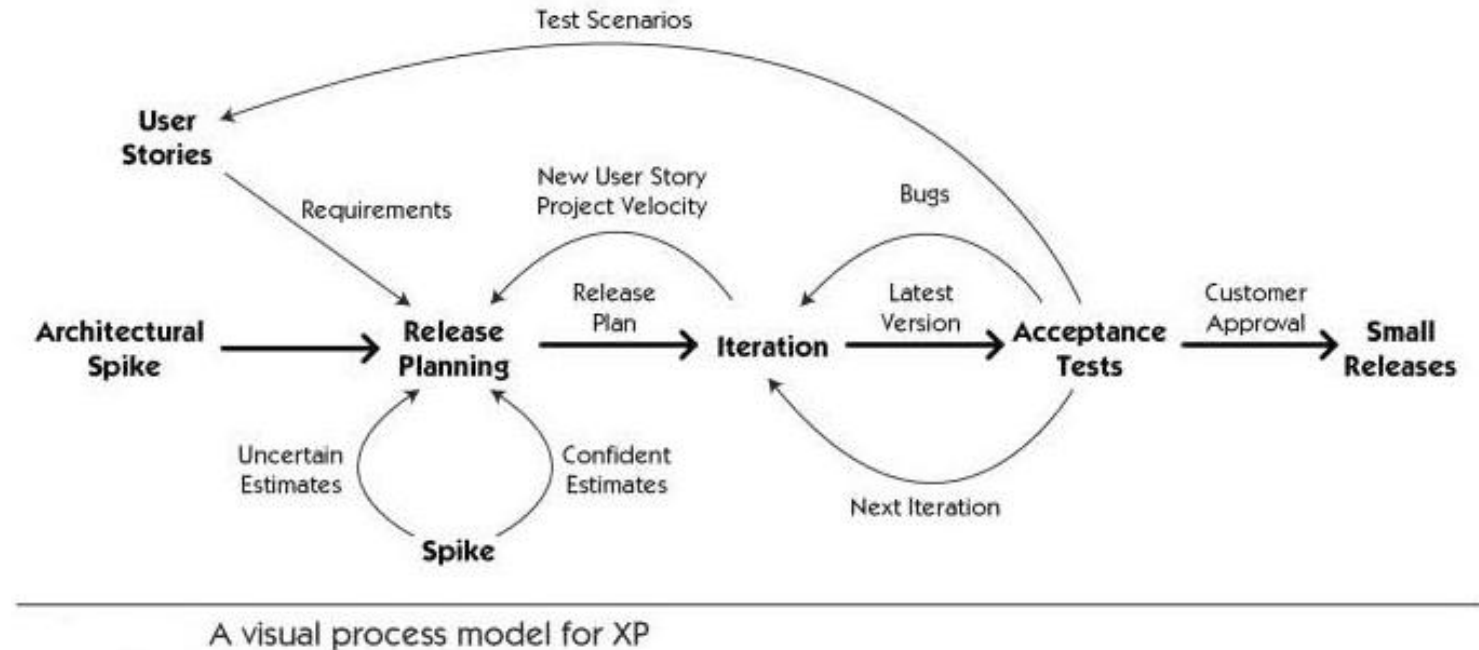 Test Scenarios
User
Stories
New User Story
Project Velocity
Bugs
Requirements
Release
Plan
Latest
Version
Customer
Approval
Architectural
Spike
Release
Planning
Iteration
Acceptance
Tests
Small
Releases
Uncertain
Estimates
Confident
Estimates
Next Iteration
Spike
A visual process model for XP